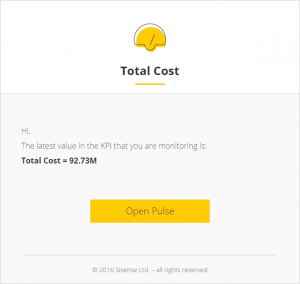 Total Cost
Hi,
The latest value in the KPI that you are monitoring is:
Total Cost = 92.73M
Open Pulse
© 2016 Sisense Ltd. – all rights reserved